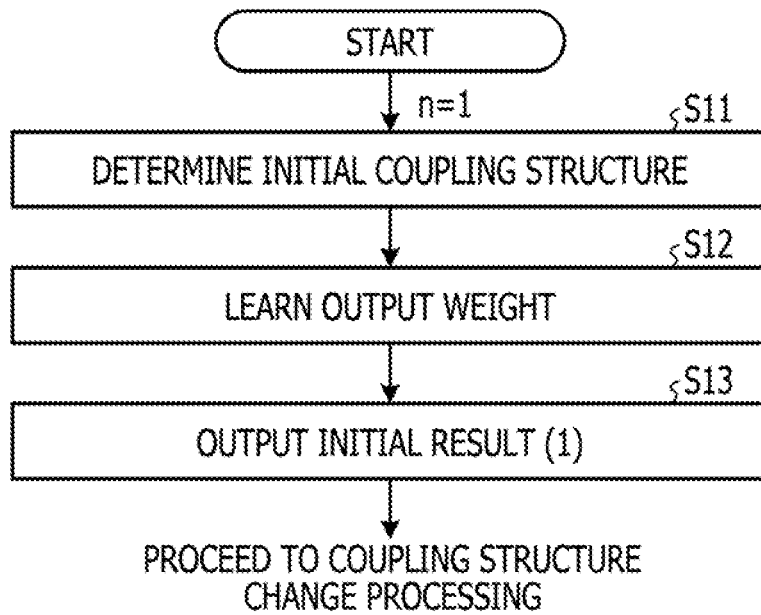 START
n=1
S11
DETERMINE INITIAL COUPLING STRUCTURE
S12
LEARN OUTPUT WEIGHT
S13
OUTPUT INITIAL RESULT (1)
PROCEED TO COUPLING STRUCTURE
CHANGE PROCESSING